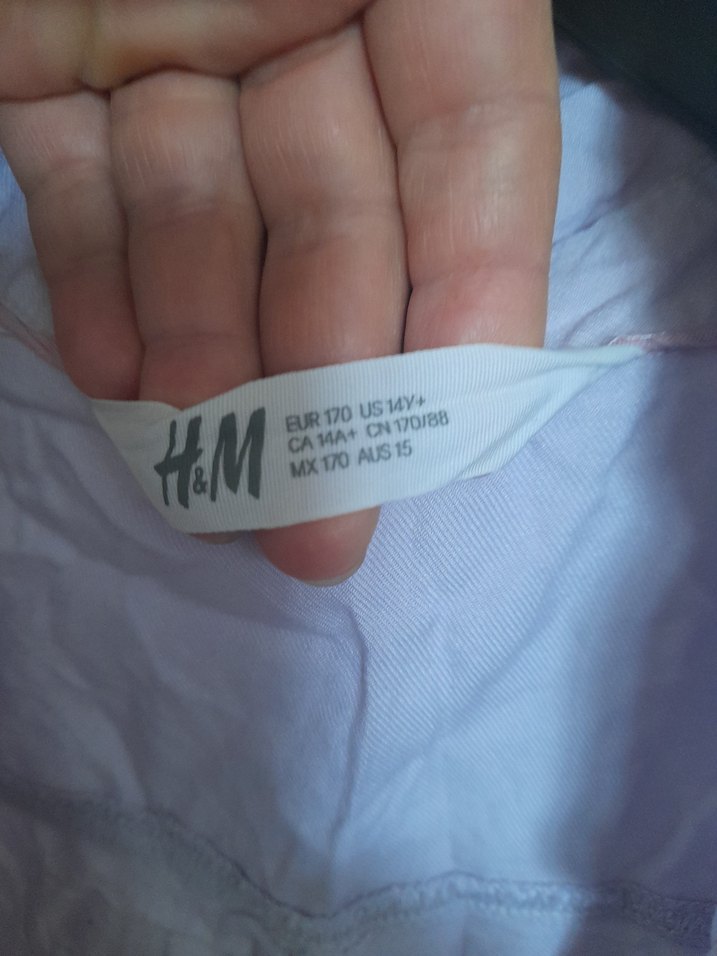 H&M
EUR 170 US 14Y+
CA 14A+ CN 170/88
MX 170 AUS 15